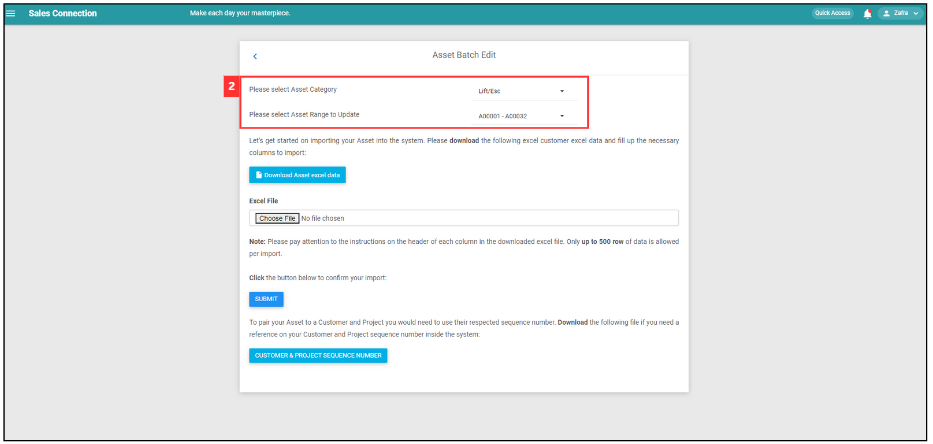 Sales Connection
Make each day your masterpiece.
Quick Access
Zafra
Asset Batch Edit
2
Please select Asset Category
Lift/Esc
Please select Asset Range to Update
A00001 - A00032
Let's get started on importing your Asset into the system. Please download the following excel customer excel data and fill up the necessary
columns to import:
Download Asset excel data
Excel File
Choose File No file chosen
Note: Please pay attention to the instructions on the header of each column in the downloaded excel file. Only up to 500 row of data is allowed
per import.
Click the button below to confirm your import:
SUBMIT
To pair your Asset to a Customer and Project you would need to use their respected sequence number. Download the following file if you need a
reference on your Customer and Project sequence number inside the system:
CUSTOMER & PROJECT SEQUENCE NUMBER